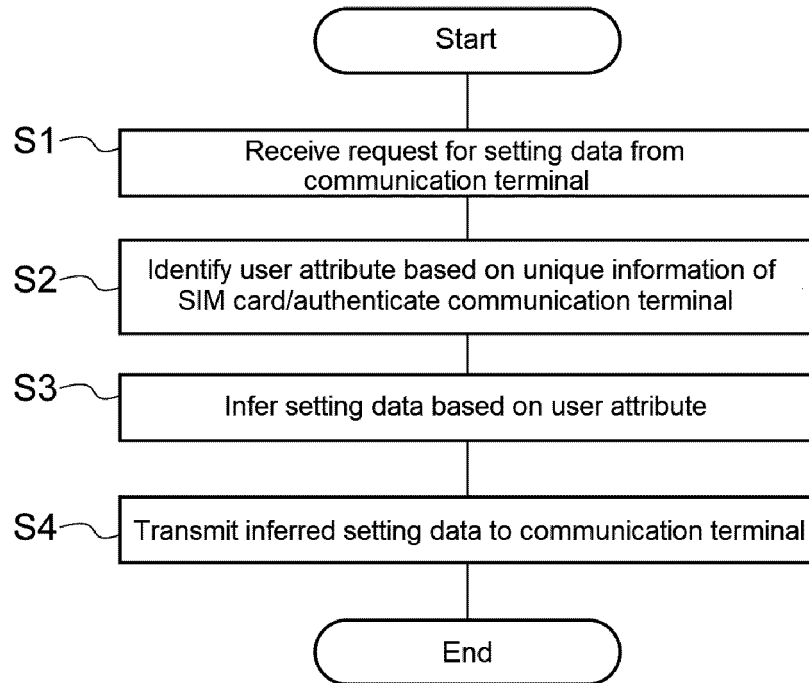 Start
S1
Receive request for setting data from
communication terminal
S2
Identify user attribute based on unique information of
SIM card/authenticate communication terminal
S3
Infer setting data based on user attribute
S4
Transmit inferred setting data to communication terminal
End